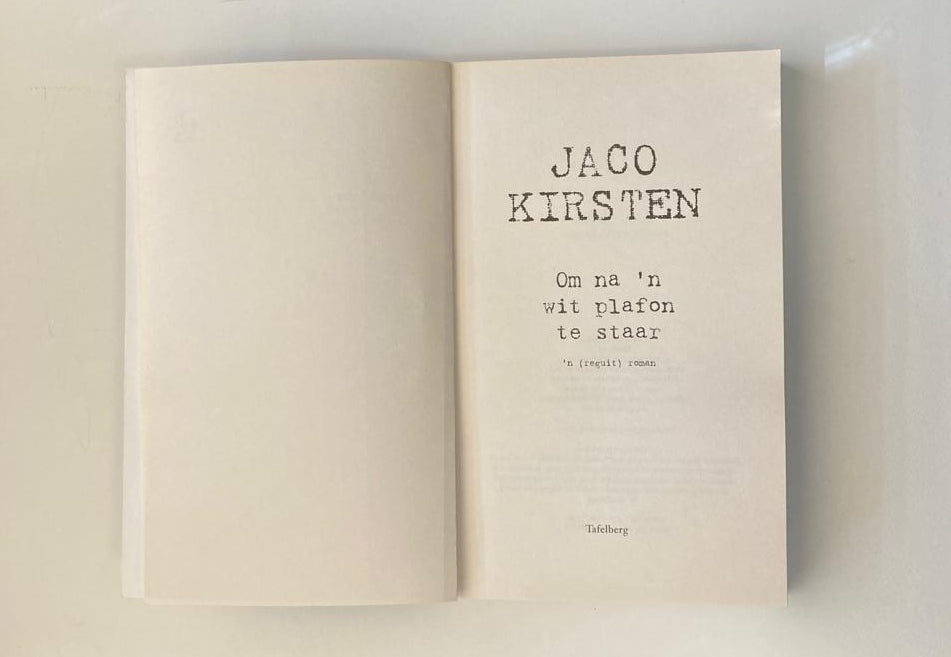 JACO
KIRSTEN
Om na 'n
wit plafon
te staar
'n (reguit) roman
Tafelberg